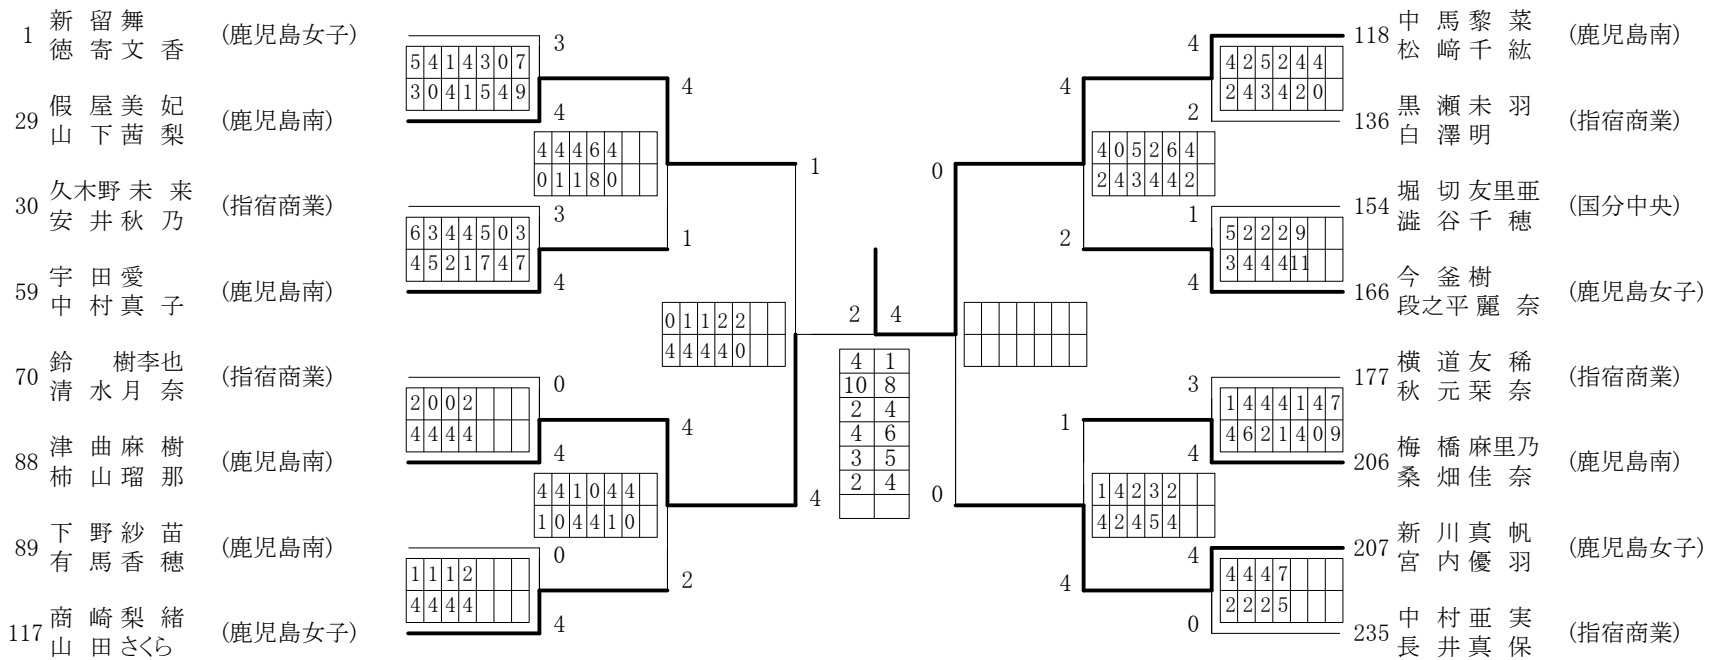 1 新 留 舞 (鹿児島女子)
徳 寄 文 香
3
5 4 1 4 3 0 7
3 0 4 1 5 4 9
4
29 假 屋 美 妃 (鹿児島南)
山 下 茜 梨
4
4 4 4 6 4
0 1 1 8 0
30 久木野 未 来 (指宿商業)
安 井 秋 乃
3
6 3 4 4 5 0 3
4 5 2 1 7 4 7
4
1
59 宇 田 愛 (鹿児島南)
中 村 真 子
1
0 1 1 2 2
4 4 4 4 0
70 鈴 樹李也 (指宿商業)
清 水 月 奈
0
2 0 0 2
4 4 4 4
4
88 津 曲 麻 樹 (鹿児島南)
柿 山 瑠 那
4
4 4 1 0 4 4
1 0 4 4 1 0
4
89 下 野 紗 苗 (鹿児島南)
有 馬 香 穂
0
1 1 1 2
4 4 4 4
4
2
117 商 崎 梨 緒 (鹿児島女子)
山 田 さくら
2 4
4 1
10 8
2 4
4 6
3 5
2 4
118 中 馬 黎 菜 (鹿児島南)
松 﨑 千 紘
4
4 2 5 2 4 4
2 4 3 4 2 0
2
4
136 黒 瀬 未 羽 (指宿商業)
白 澤 明
0
4 0 5 2 6 4
2 4 3 4 4 2
154 堀 切 友里亜 (国分中央)
澁 谷 千 穂
1
5 2 2 2 9
3 4 4 4 11
4
2
166 今 釜 樹 (鹿児島女子)
段之平 麗 奈
177 横 道 友 稀 (指宿商業)
秋 元 栞 奈
3
1 4 4 4 1 4 7
4 6 2 1 4 0 9
4
1
206 梅 橋 麻里乃 (鹿児島南)
桑 畑 佳 奈
0
1 4 2 3 2
4 2 4 5 4
207 新 川 真 帆 (鹿児島女子)
宮 内 優 羽
4
4 4 4 7
2 2 2 5
0
4
235 中 村 亜 実 (指宿商業)
長 井 真 保